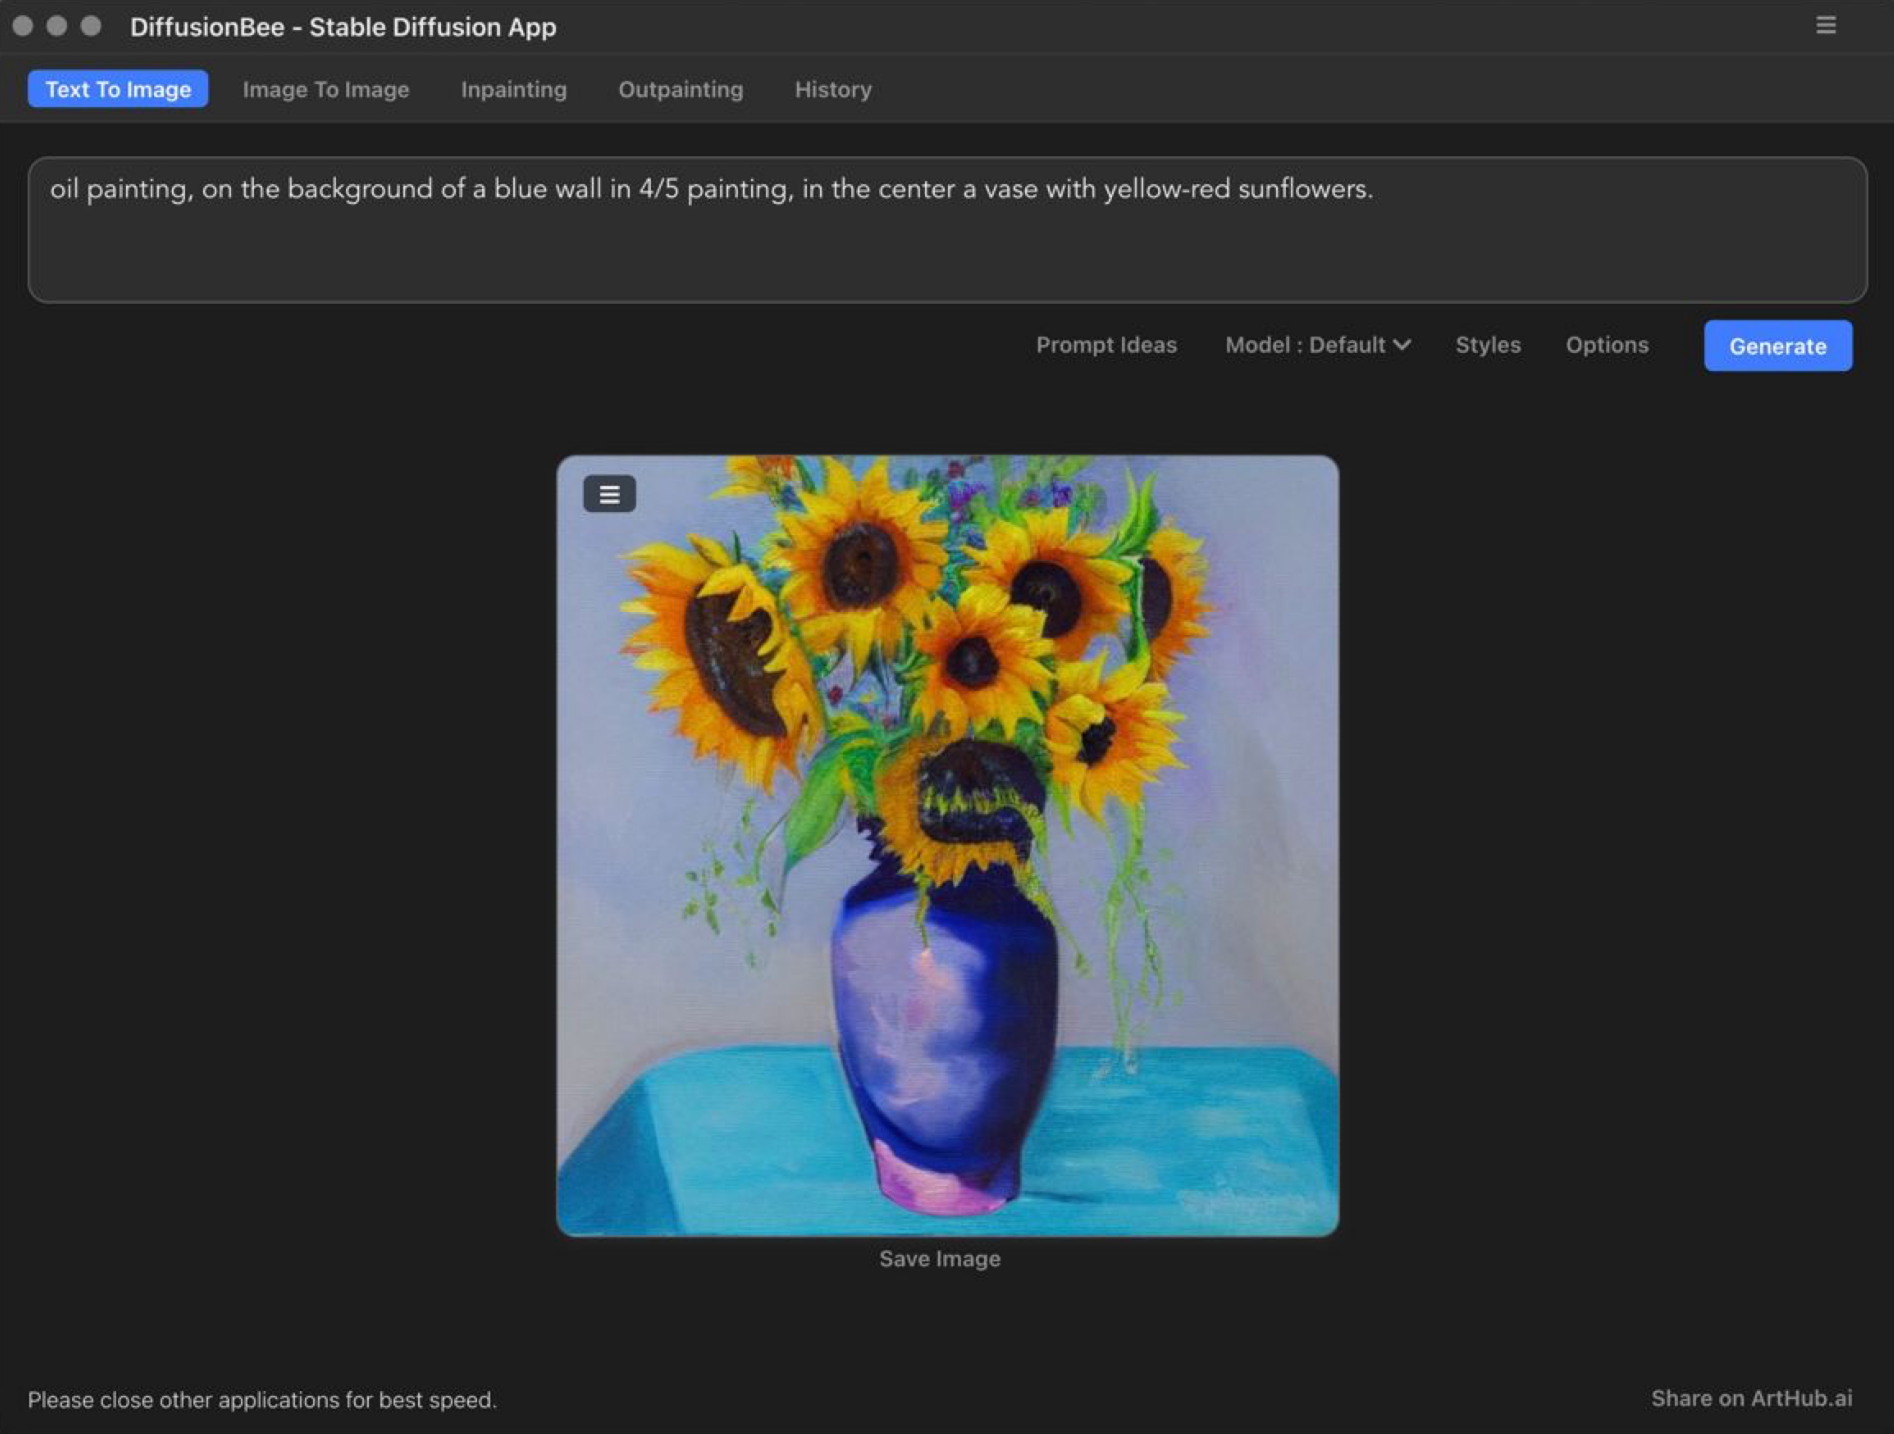 DiffusionBee - Stable Diffusion App
Text To Image Image To Image Inpainting Outpainting History
oil painting, on the background of a blue wall in 4/5 painting, in the center a vase with yellow-red sunflowers.
Prompt Ideas Model : Default Styles Options Generate
Save Image
Please close other applications for best speed. Share on ArtHub.ai